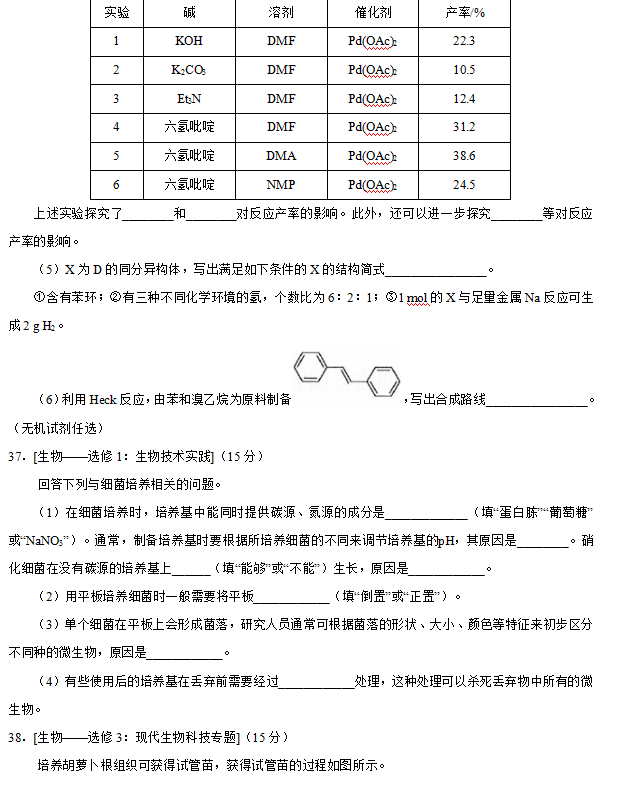 实验 碱 溶剂 催化剂 产率/%
1 KOH DMF Pd(OAc)₂ 22.3
2 K₂CO₃ DMF Pd(OAc)₂ 10.5
3 Et₃N DMF Pd(OAc)₂ 12.4
4 六氢吡啶 DMF Pd(OAc)₂ 31.2
5 六氢吡啶 DMA Pd(OAc)₂ 38.6
6 六氢吡啶 NMP Pd(OAc)₂ 24.5
上述实验探究了________和________对反应产率的影响。此外，还可以进一步探究________等对反应
产率的影响。
（5）X 为 D 的同分异构体，写出满足如下条件的 X 的结构简式________________。
①含有苯环；②有三种不同化学环境的氢，个数比为 6∶2∶1；③1 mol 的 X 与足量金属 Na 反应可生
成 2 g H₂。
（6）利用 Heck 反应，由苯和溴乙烷为原料制备，写出合成路线________________。
（无机试剂任选）
37．[生物——选修 1：生物技术实践]（15 分）
回答下列与细菌培养相关的问题。
（1）在细菌培养时，培养基中能同时提供碳源、氮源的成分是_____________（填“蛋白胨”“葡萄糖”
或“NaNO₃”）。通常，制备培养基时要根据所培养细菌的不同来调节培养基的pH，其原因是________。硝
化细菌在没有碳源的培养基上______（填“能够”或“不能”）生长，原因是____________。
（2）用平板培养细菌时一般需要将平板____________（填“倒置”或“正置”）。
（3）单个细菌在平板上会形成菌落，研究人员通常可根据菌落的形状、大小、颜色等特征来初步区分
不同种的微生物，原因是____________。
（4）有些使用后的培养基在丢弃前需要经过____________处理，这种处理可以杀死丢弃物中所有的微
生物。
38．[生物——选修 3：现代生物科技专题]（15 分）
培养胡萝卜根组织可获得试管苗，获得试管苗的过程如图所示。